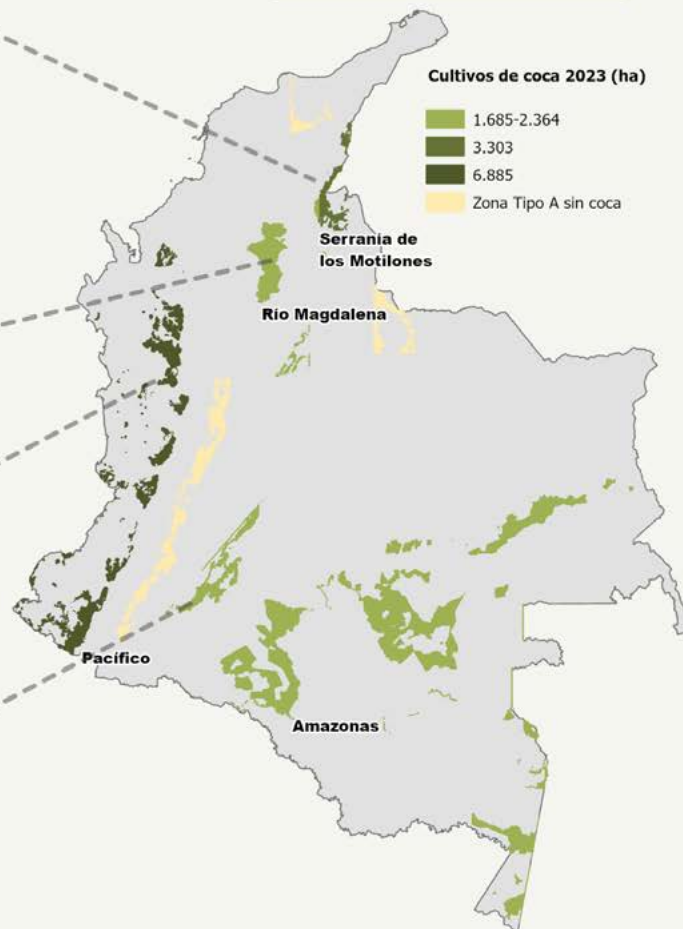 Cultivos de coca 2023 (ha)
1.685-2.364
3.303
6.885
Zona Tipo A sin coca
Serranía de
los Motilones
Río Magdalena
Pacífico
Amazonas